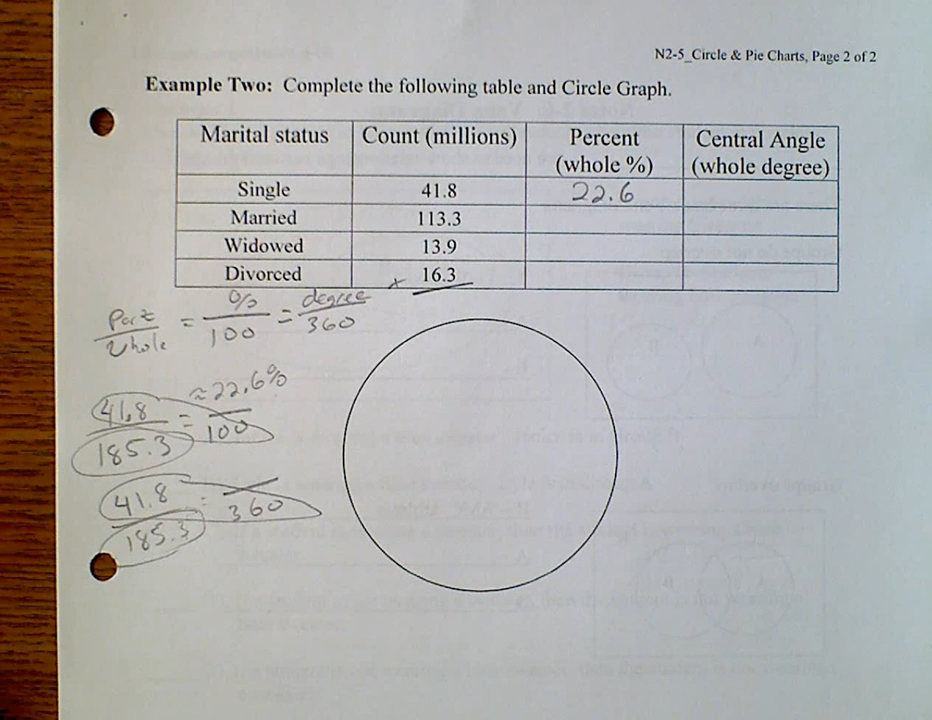 N2-5_Circle & Pie Charts, Page 2 of 2
Example Two: Complete the following table and Circle Graph.
Marital status Count (millions) Percent (whole %) Central Angle (whole degree)
Single 41.8 22.6
Married 113.3
Widowed 13.9
Divorced + 16.3
Part/Whole = %/100 = degree/360
≈22.6%
41.8/185.3 = /100
41.8/185.3 = /360